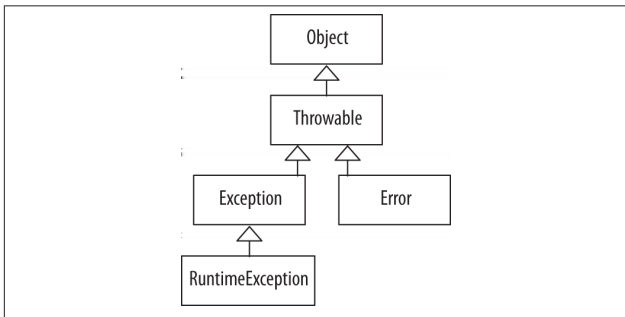 Object
Throwable
Exception
Error
RuntimeException